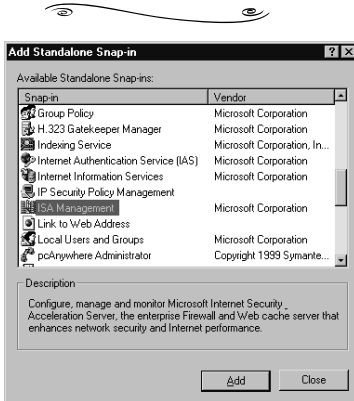 Add Standalone Snap-in
Available Standalone Snap-ins:
Snap-in Vendor
Group Policy Microsoft Corporation
H.323 Gatekeeper Manager Microsoft Corporation
Indexing Service Microsoft Corporation, In...
Internet Authentication Service (IAS) Microsoft Corporation
Internet Information Services Microsoft Corporation
IP Security Policy Management
ISA Management Microsoft Corporation
Link to Web Address
Local Users and Groups Microsoft Corporation
pcAnywhere Administrator Copyright 1999 Symante...
Description
Configure, manage and monitor Microsoft Internet Security _
Acceleration Server, the enterprise Firewall and Web cache server that
enhances network security and Internet performance.
Add Close